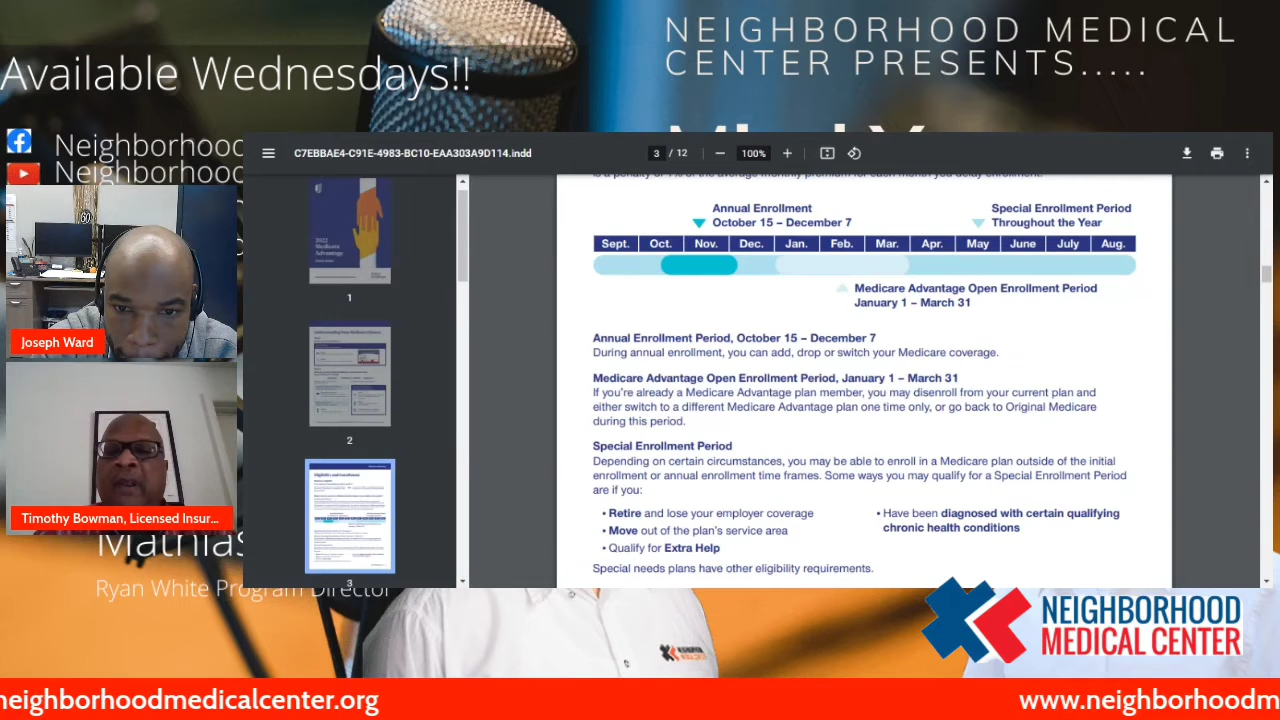 NEIGHBORHOOD MEDICAL
CENTER PRESENTS.....
Available Wednesdays!!
Neighborhood
Neighborhood
C7EBBAE4-C91E-4983-BC10-EAA303A9D114.indd
3 / 12
100%
2022
Medicare
Advantage
1
2
3
Annual Enrollment
October 15 – December 7
Special Enrollment Period
Throughout the Year
Sept. Oct. Nov. Dec. Jan. Feb. Mar. Apr. May June July Aug.
Medicare Advantage Open Enrollment Period
January 1 – March 31
Annual Enrollment Period, October 15 – December 7
During annual enrollment, you can add, drop or switch your Medicare coverage.
Medicare Advantage Open Enrollment Period, January 1 – March 31
If you're already a Medicare Advantage plan member, you may disenroll from your current plan and
either switch to a different Medicare Advantage plan one time only, or go back to Original Medicare
during this period.
Special Enrollment Period
Depending on certain circumstances, you may be able to enroll in a Medicare plan outside of the initial
enrollment or annual enrollment time frames. Some ways you may qualify for a Special Enrollment Period
are if you:
• Retire and lose your employer coverage
• Move out of the plan's service area
• Qualify for Extra Help
• Have been diagnosed with certain qualifying
chronic health conditions
Special needs plans have other eligibility requirements.
60
Joseph Ward
Timothy Bowman, Licensed Insur...
Mathias
Ryan White Program Director
NEIGHBORHOOD
MEDICAL CENTER
neighborhoodmedicalcenter.org
www.neighborhoodm